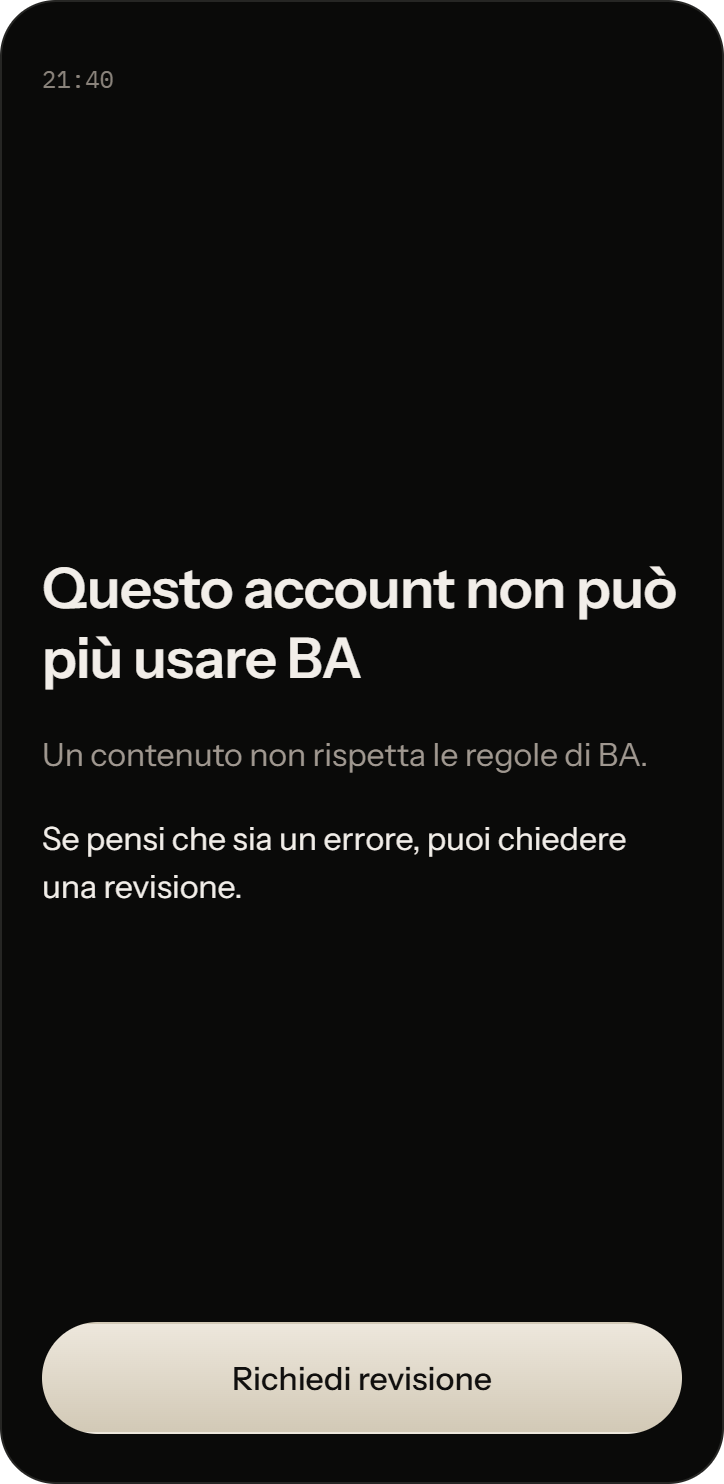 21:40
Questo account non può
più usare BA
Un contenuto non rispetta le regole di BA.
Se pensi che sia un errore, puoi chiedere
una revisione.
Richiedi revisione